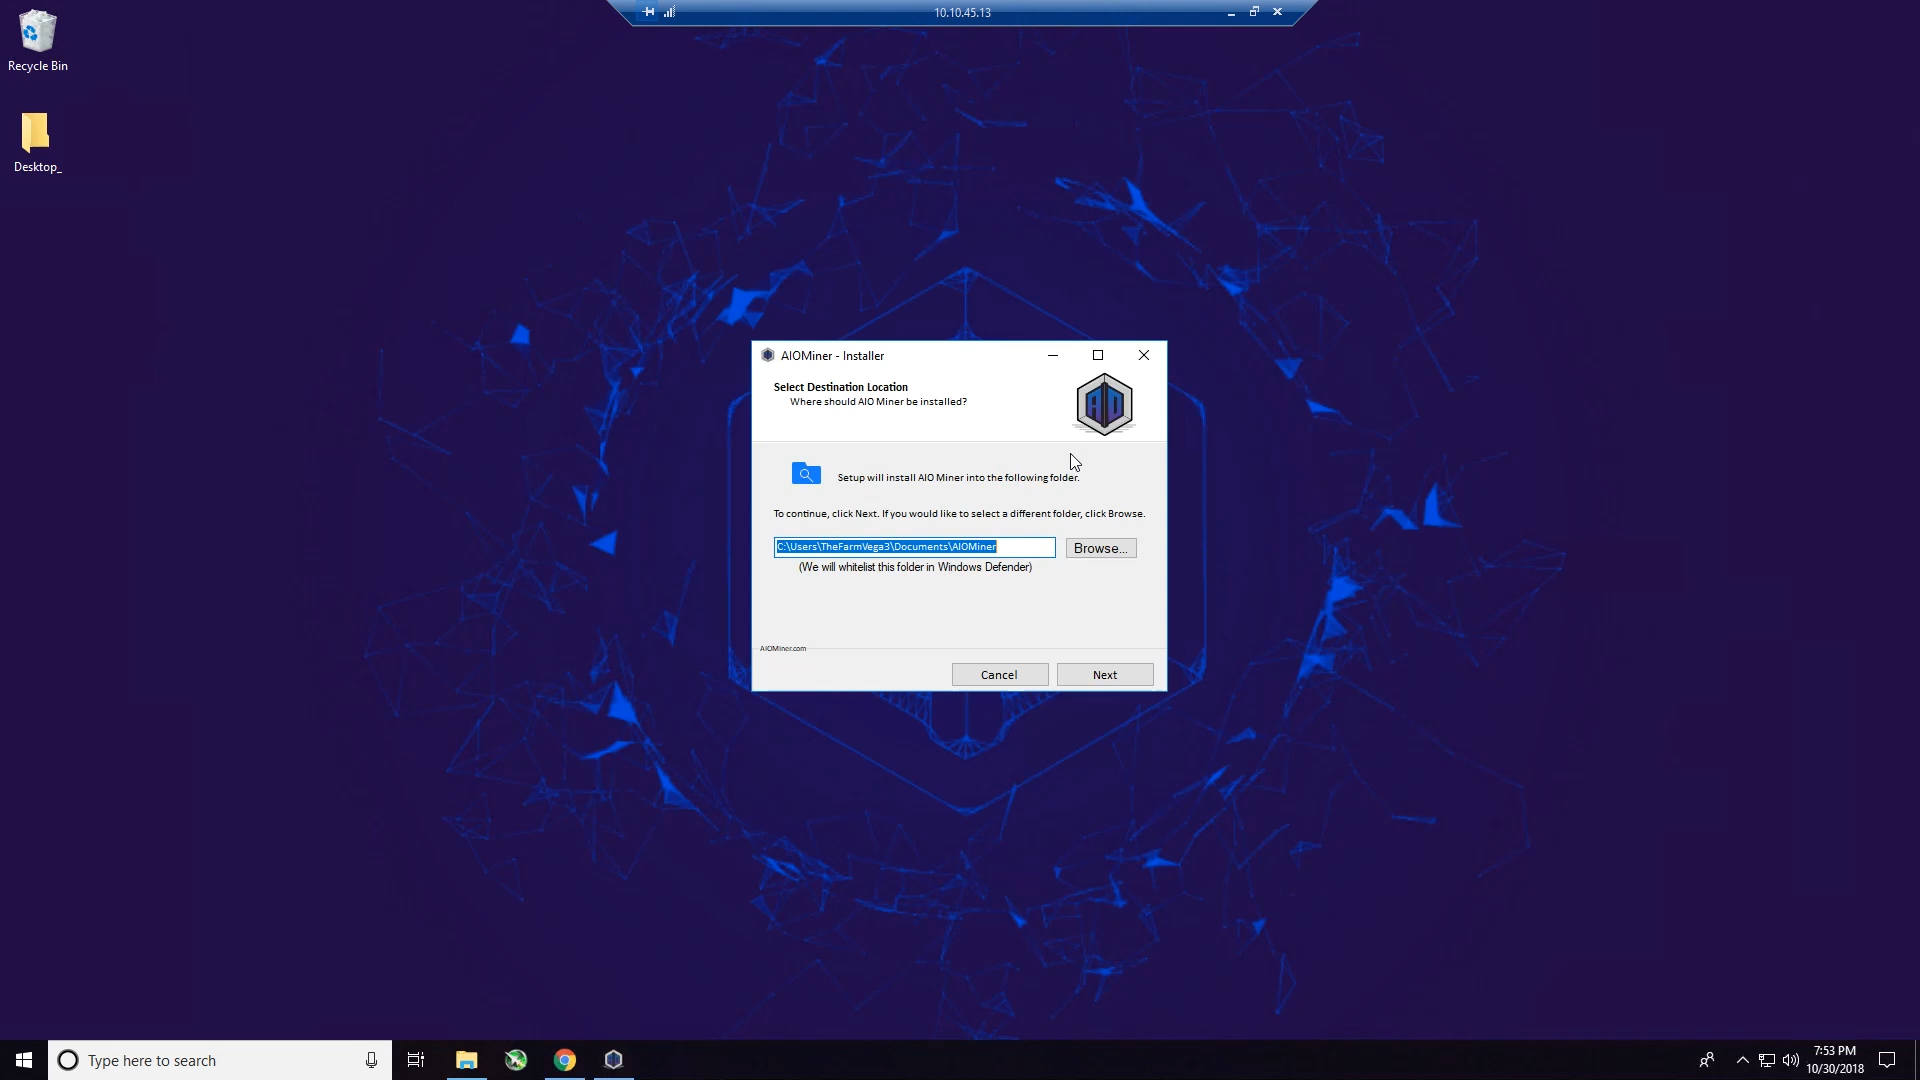 10.10.45.13
Recycle Bin
Desktop_
AIOMiner - Installer
Select Destination Location
Where should AIO Miner be installed?
AIO
Setup will install AIO Miner into the following folder.
To continue, click Next. If you would like to select a different folder, click Browse.
C:\Users\TheFarmVega3\Documents\AIOMiner
Browse...
(We will whitelist this folder in Windows Defender)
AIOMiner.com
Cancel
Next
Type here to search
7:53 PM
10/30/2018